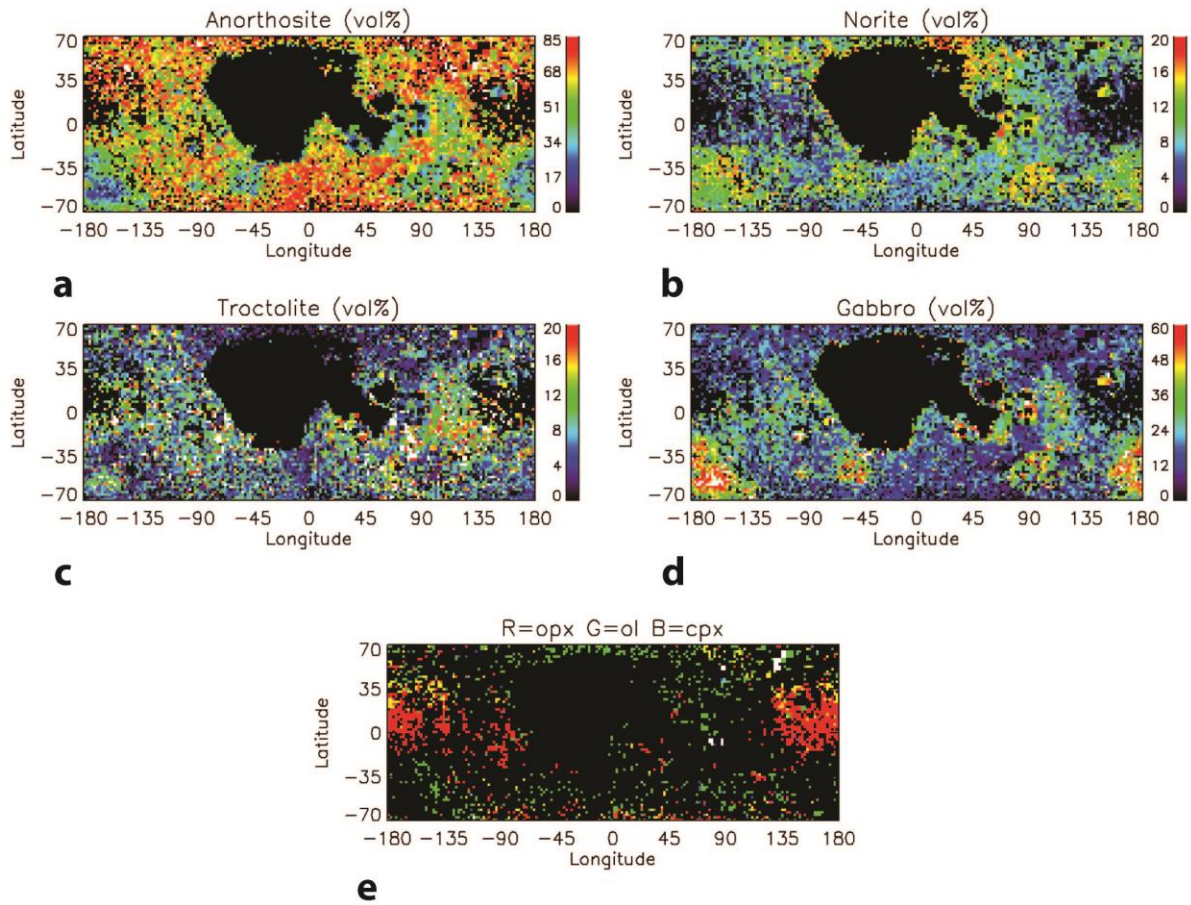 Anorthosite (vol%)
70
35
0
−35
−70
Latitude
−180 −135 −90 −45 0 45 90 135 180
Longitude
85
68
51
34
17
0
a
Norite (vol%)
70
35
0
−35
−70
Latitude
−180 −135 −90 −45 0 45 90 135 180
Longitude
20
16
12
8
4
0
b
Troctolite (vol%)
70
35
0
−35
−70
Latitude
−180 −135 −90 −45 0 45 90 135 180
Longitude
20
16
12
8
4
0
c
Gabbro (vol%)
70
35
0
−35
−70
Latitude
−180 −135 −90 −45 0 45 90 135 180
Longitude
60
48
36
24
12
0
d
R=opx G=ol B=cpx
70
35
0
−35
−70
Latitude
−180 −135 −90 −45 0 45 90 135 180
Longitude
e